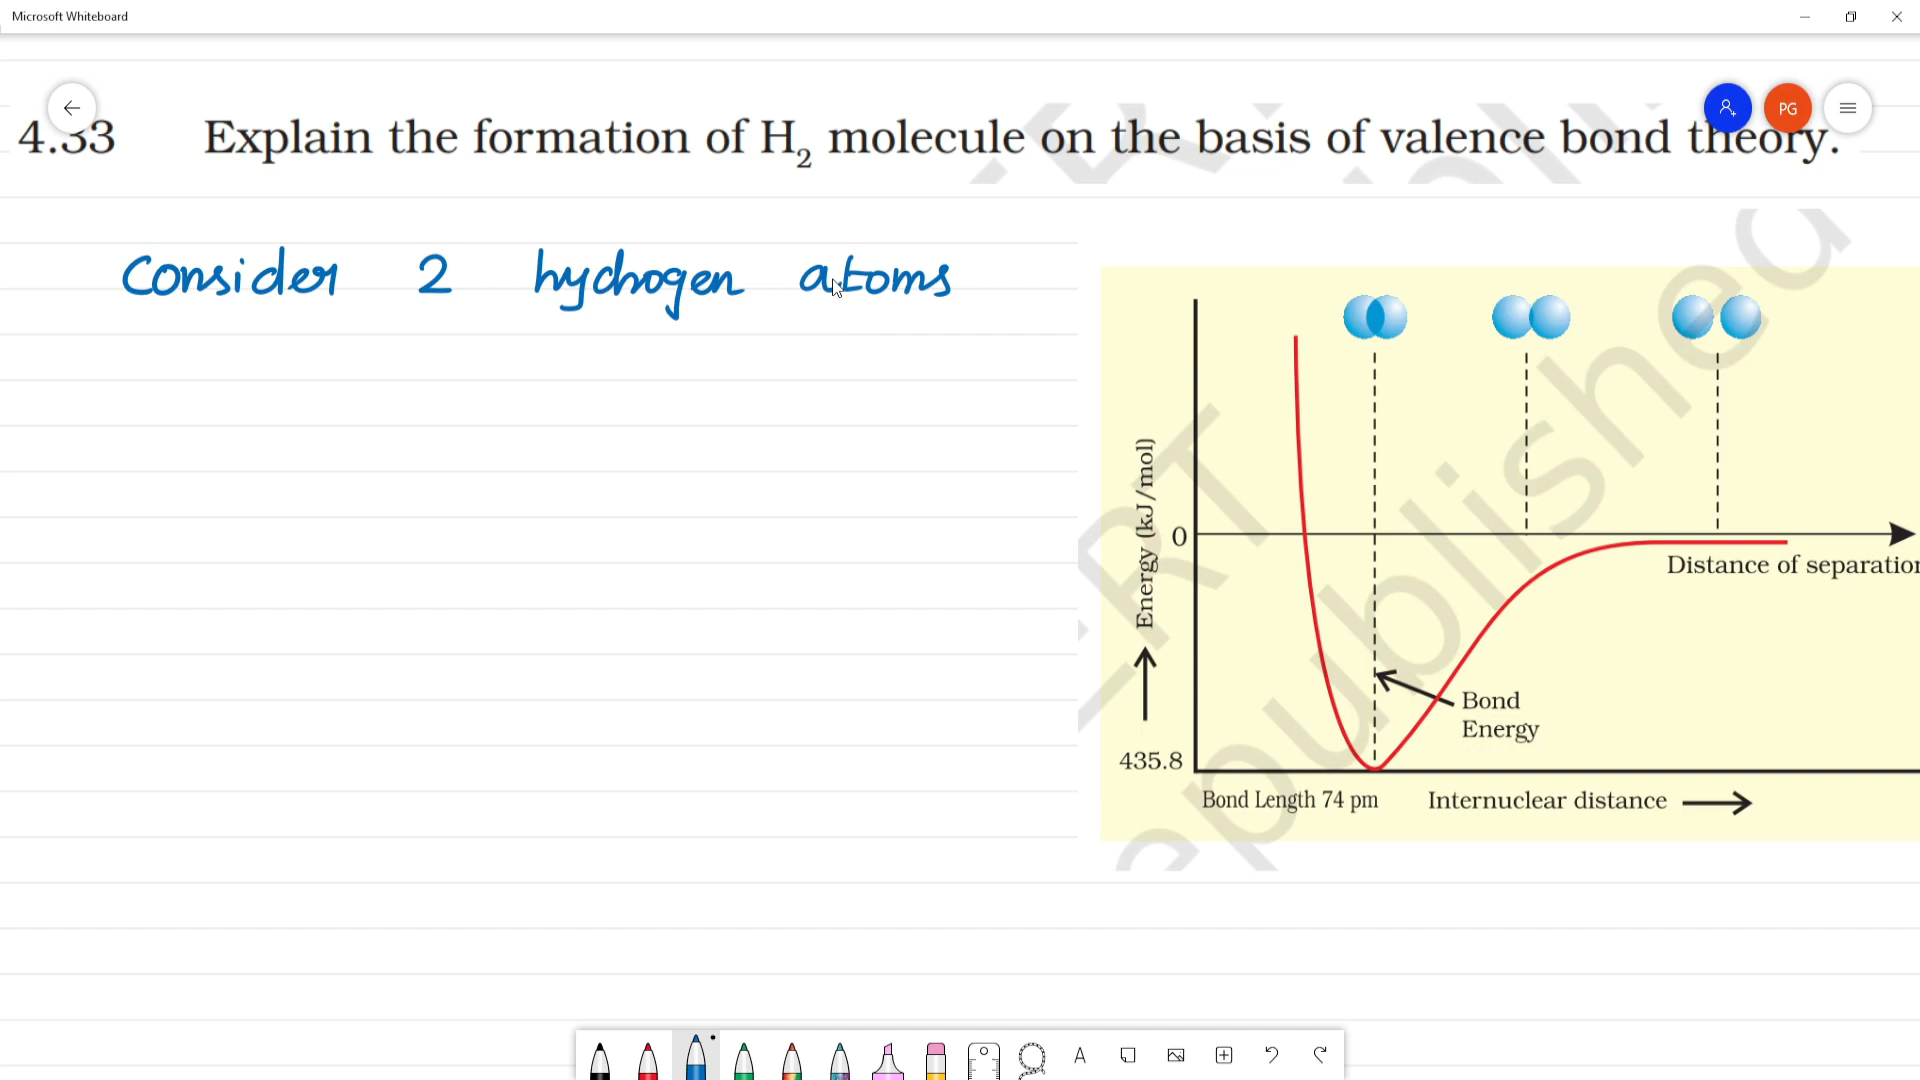 Microsoft Whiteboard
PG
4.33 Explain the formation of H₂ molecule on the basis of valence bond theory.
Consider 2 hydrogen atoms
Energy (kJ/mol)
0
Distance of separation
Bond
Energy
435.8
Bond Length 74 pm Internuclear distance